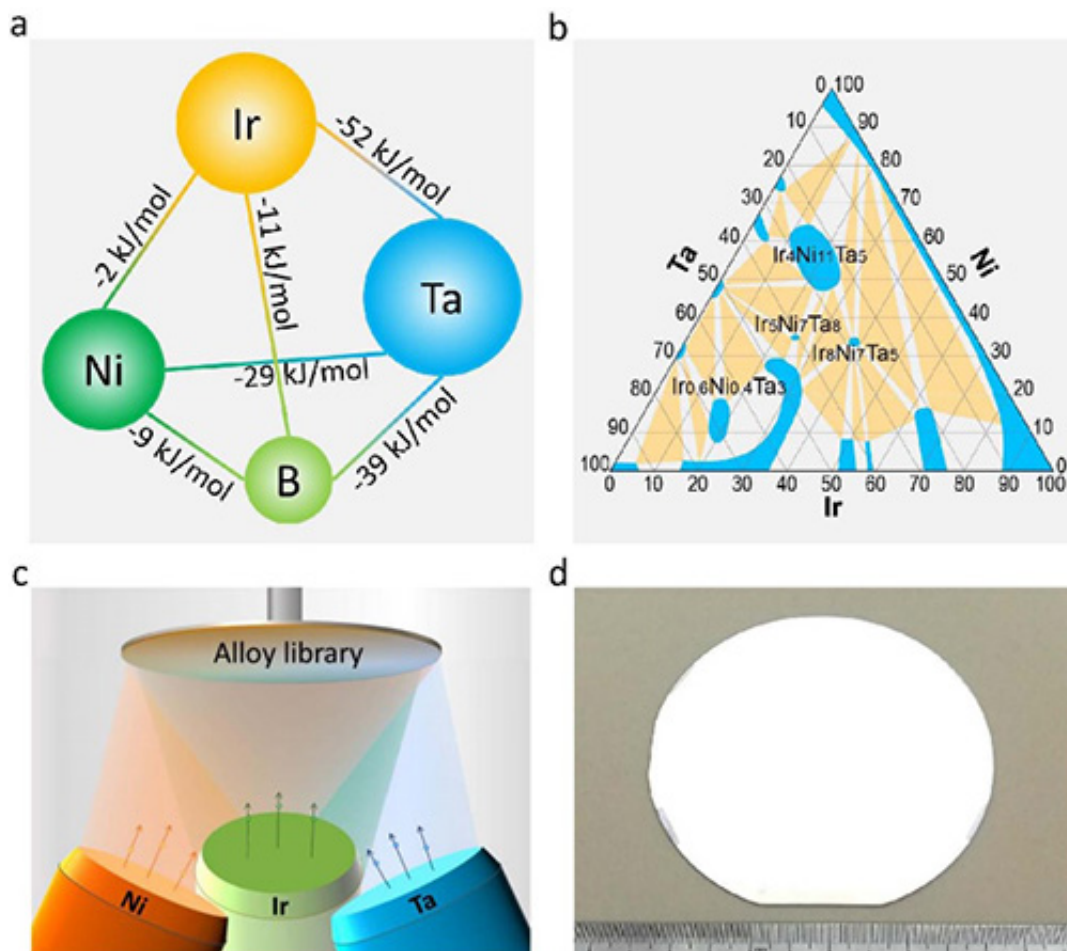 a
Ir
-52 kJ/mol
-2 kJ/mol
-11 kJ/mol
Ta
Ni
-29 kJ/mol
-9 kJ/mol
-39 kJ/mol
B
b
0 100
10 90
20 80
30 70
40 60
Ta
Ni
Ir4Ni11Ta5
50 50
40
Ir5Ni7Ta8
Ir8Ni7Ta5
70 30
Ir0.6Ni0.4Ta3
20
90 10
100 0
0 10 20 30 40 50 60 70 80 90 100
Ir
c
Alloy library
Ni
Ir
Ta
d